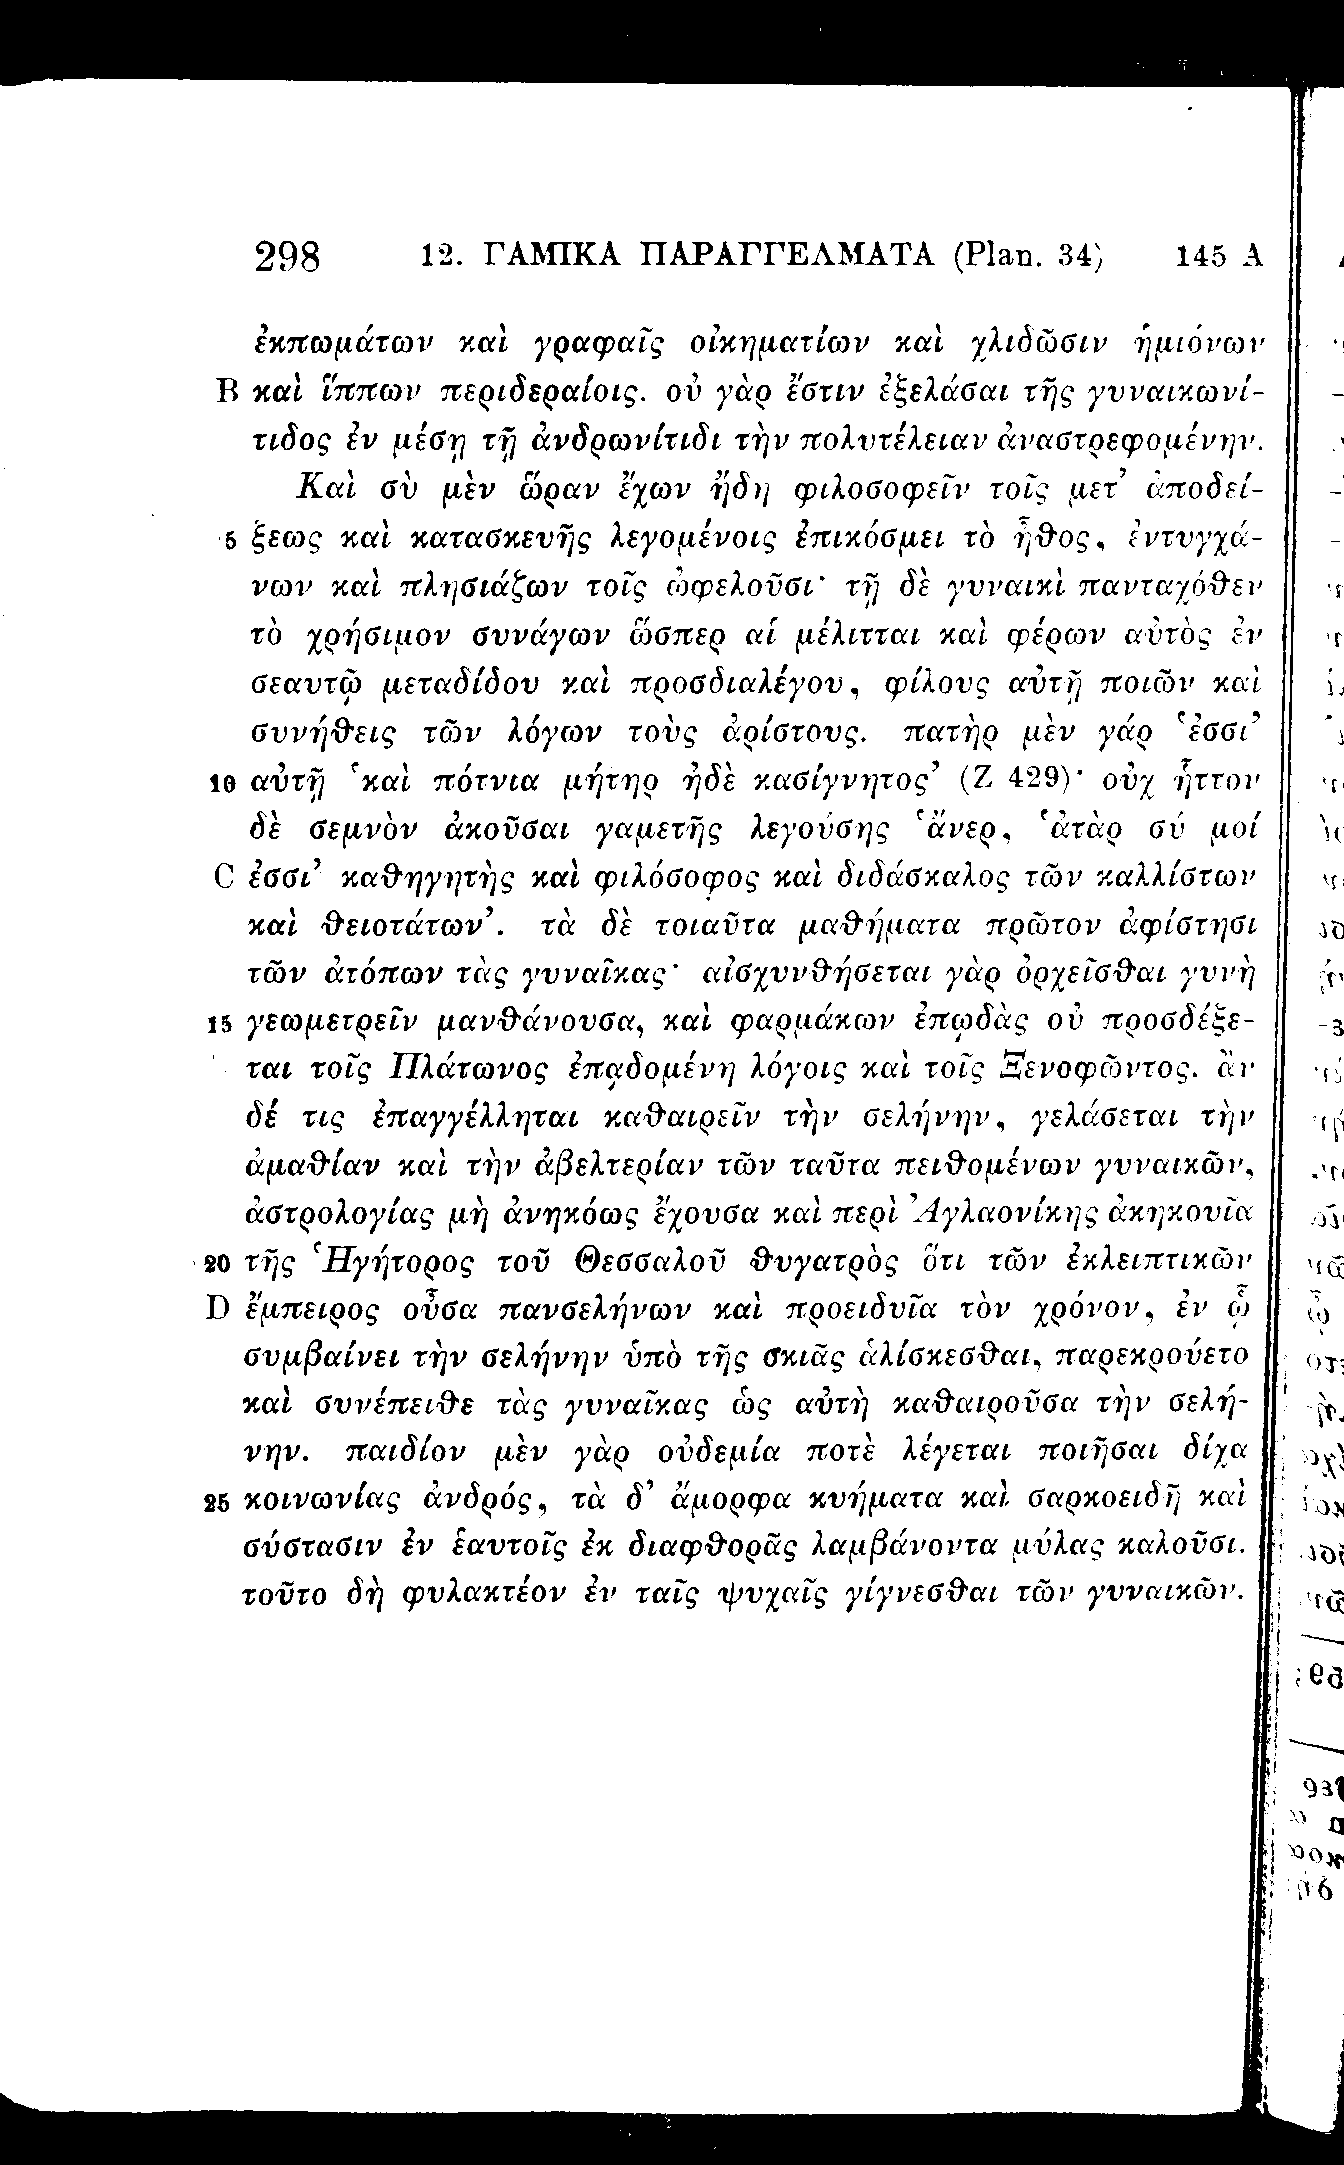 298 12. ΓΑΜΙΚΑ ΠΑΡΑΓΓΕΛΜΑΤΑ (Plan. 34) 145 A
ἐκπωμάτων καὶ γραφαῖς οἰκηματίων καὶ χλιδῶσιν ἡμιόνων
B καὶ ἵππων περιδεραίοις. οὐ γὰρ ἔστιν ἐξελάσαι τῆς γυναικωνί-
τιδος ἐν μέσῃ τῇ ἀνδρωνίτιδι τὴν πολυτέλειαν ἀναστρεφομένην.
Καὶ σὺ μὲν ὥραν ἔχων ἤδη φιλοσοφεῖν τοῖς μετ’ ἀποδεί-
5 ξεως καὶ κατασκευῆς λεγομένοις ἐπικόσμει τὸ ἦθος, ἐντυγχά-
νων καὶ πλησιάζων τοῖς ὠφελοῦσι· τῇ δὲ γυναικὶ πανταχόθεν
τὸ χρήσιμον συνάγων ὥσπερ αἱ μέλιτται καὶ φέρων αὐτὸς ἐν
σεαυτῷ μεταδίδου καὶ προσδιαλέγου, φίλους αὐτῇ ποιῶν καὶ
συνήθεις τῶν λόγων τοὺς ἀρίστους. πατὴρ μὲν γάρ ‘ἐσσι’
10 αὐτῇ ‘καὶ πότνια μήτηρ ἠδὲ κασίγνητος’ (Ζ 429)· οὐχ ἧττον
δὲ σεμνὸν ἀκοῦσαι γαμετῆς λεγούσης ‘ἄνερ, ‘ἀτὰρ σύ μοί
C ἐσσι’ καθηγητὴς καὶ φιλόσοφος καὶ διδάσκαλος τῶν καλλίστων
καὶ θειοτάτων’. τὰ δὲ τοιαῦτα μαθήματα πρῶτον ἀφίστησι
τῶν ἀτόπων τὰς γυναῖκας· αἰσχυνθήσεται γὰρ ὀρχεῖσθαι γυνὴ
15 γεωμετρεῖν μανθάνουσα, καὶ φαρμάκων ἐπῳδὰς οὐ προσδέξε-
ται τοῖς Πλάτωνος ἐπᾳδομένη λόγοις καὶ τοῖς Ξενοφῶντος. ἂν
δέ τις ἐπαγγέλληται καθαιρεῖν τὴν σελήνην, γελάσεται τὴν
ἀμαθίαν καὶ τὴν ἀβελτερίαν τῶν ταῦτα πειθομένων γυναικῶν,
ἀστρολογίας μὴ ἀνηκόως ἔχουσα καὶ περὶ Ἀγλαονίκης ἀκηκουῖα
20 τῆς Ἡγήτορος τοῦ Θεσσαλοῦ θυγατρὸς ὅτι τῶν ἐκλειπτικῶν
D ἔμπειρος οὖσα πανσελήνων καὶ προειδυῖα τὸν χρόνον, ἐν ᾧ
συμβαίνει τὴν σελήνην ὑπὸ τῆς σκιᾶς ἁλίσκεσθαι, παρεκρούετο
καὶ συνέπειθε τὰς γυναῖκας ὡς αὐτὴ καθαιροῦσα τὴν σελή-
νην. παιδίον μὲν γὰρ οὐδεμία ποτὲ λέγεται ποιῆσαι δίχα
25 κοινωνίας ἀνδρός, τὰ δ’ ἄμορφα κυήματα καὶ σαρκοειδῆ καὶ
σύστασιν ἐν ἑαυτοῖς ἐκ διαφθορᾶς λαμβάνοντα μύλας καλοῦσι.
τοῦτο δὴ φυλακτέον ἐν ταῖς ψυχαῖς γίγνεσθαι τῶν γυναικῶν.